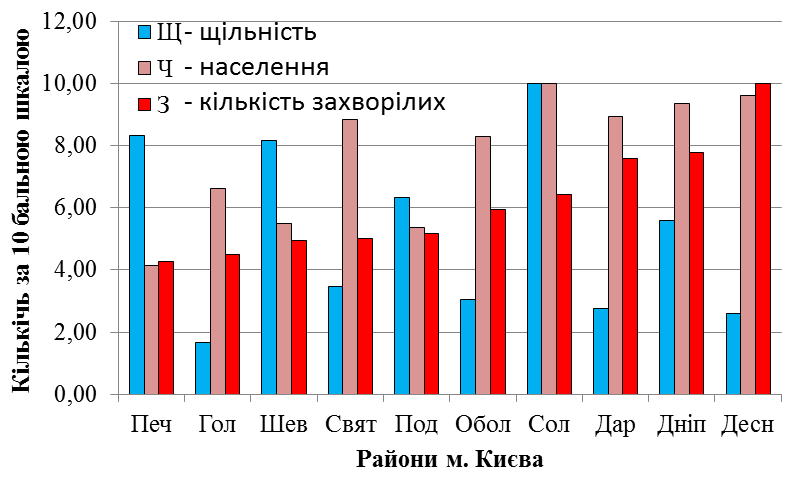 12,00
10,00
8,00
6,00
4,00
2,00
0,00
Кількічь за 10 бальною шкалою
Щ - щільність
Ч - населення
З - кількість захворілих
Печ Гол Шев Свят Под Обол Сол Дар Дніп Десн
Райони м. Києва